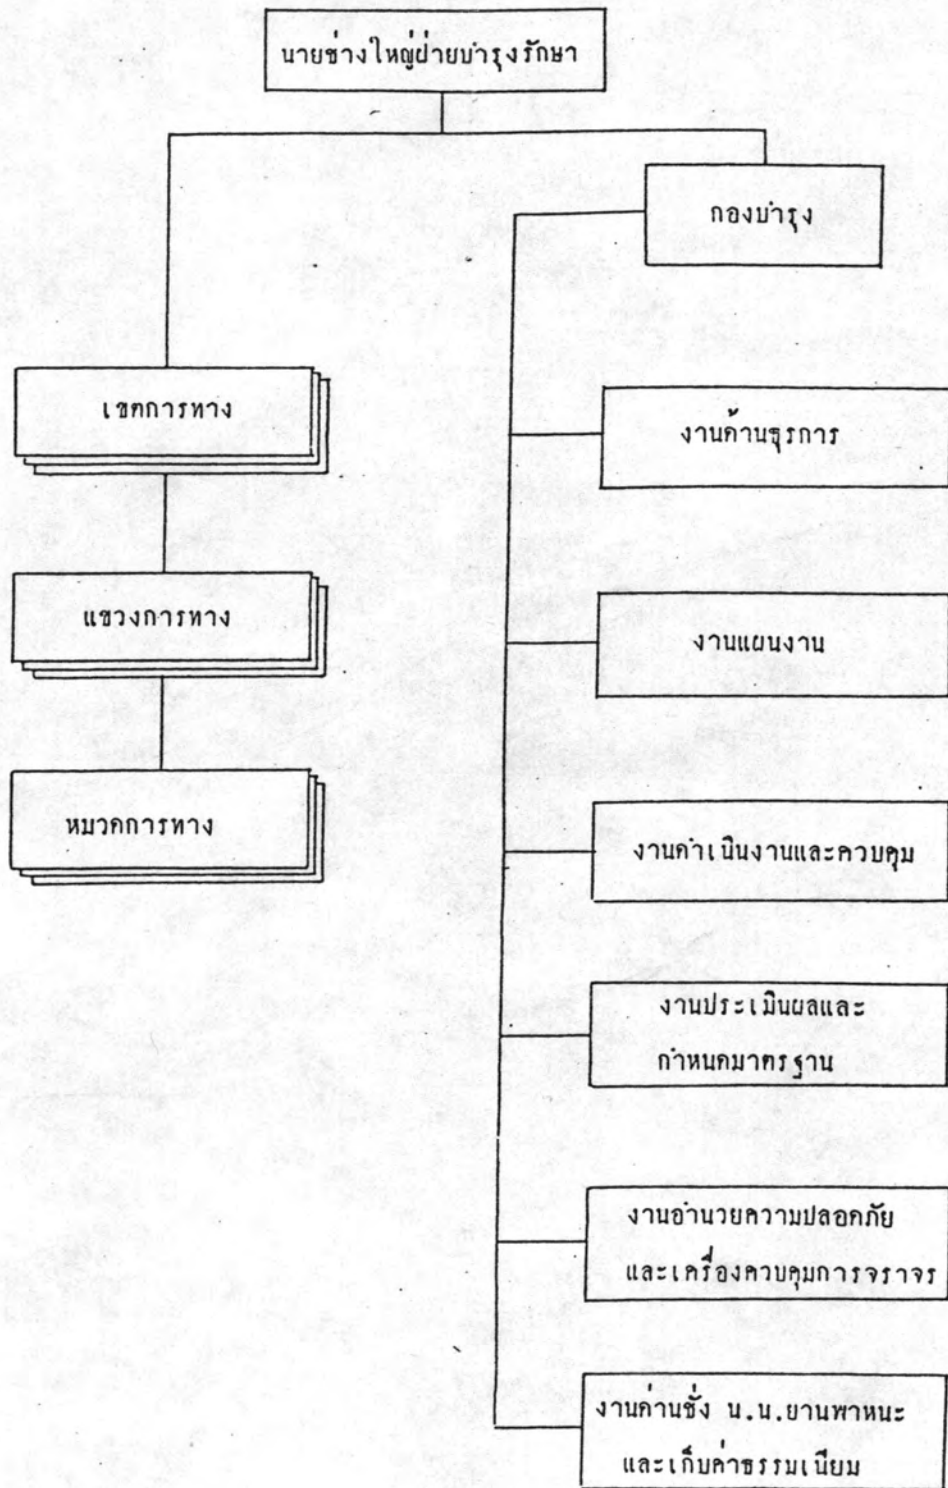 นายช่างใหญ่ฝ่ายบำรุงรักษา
กองบำรุง
เขตการทาง
งานด้านธุรการ
แขวงการทาง
งานแผนงาน
หมวดการทาง
งานดำเนินงานและควบคุม
งานประเมินผลและ
กำหนดมาตรฐาน
งานอำนวยความปลอดภัย
และเครื่องควบคุมการจราจร
งานด่านชั่ง น.น.ยานพาหนะ
และเก็บค่าธรรมเนียม